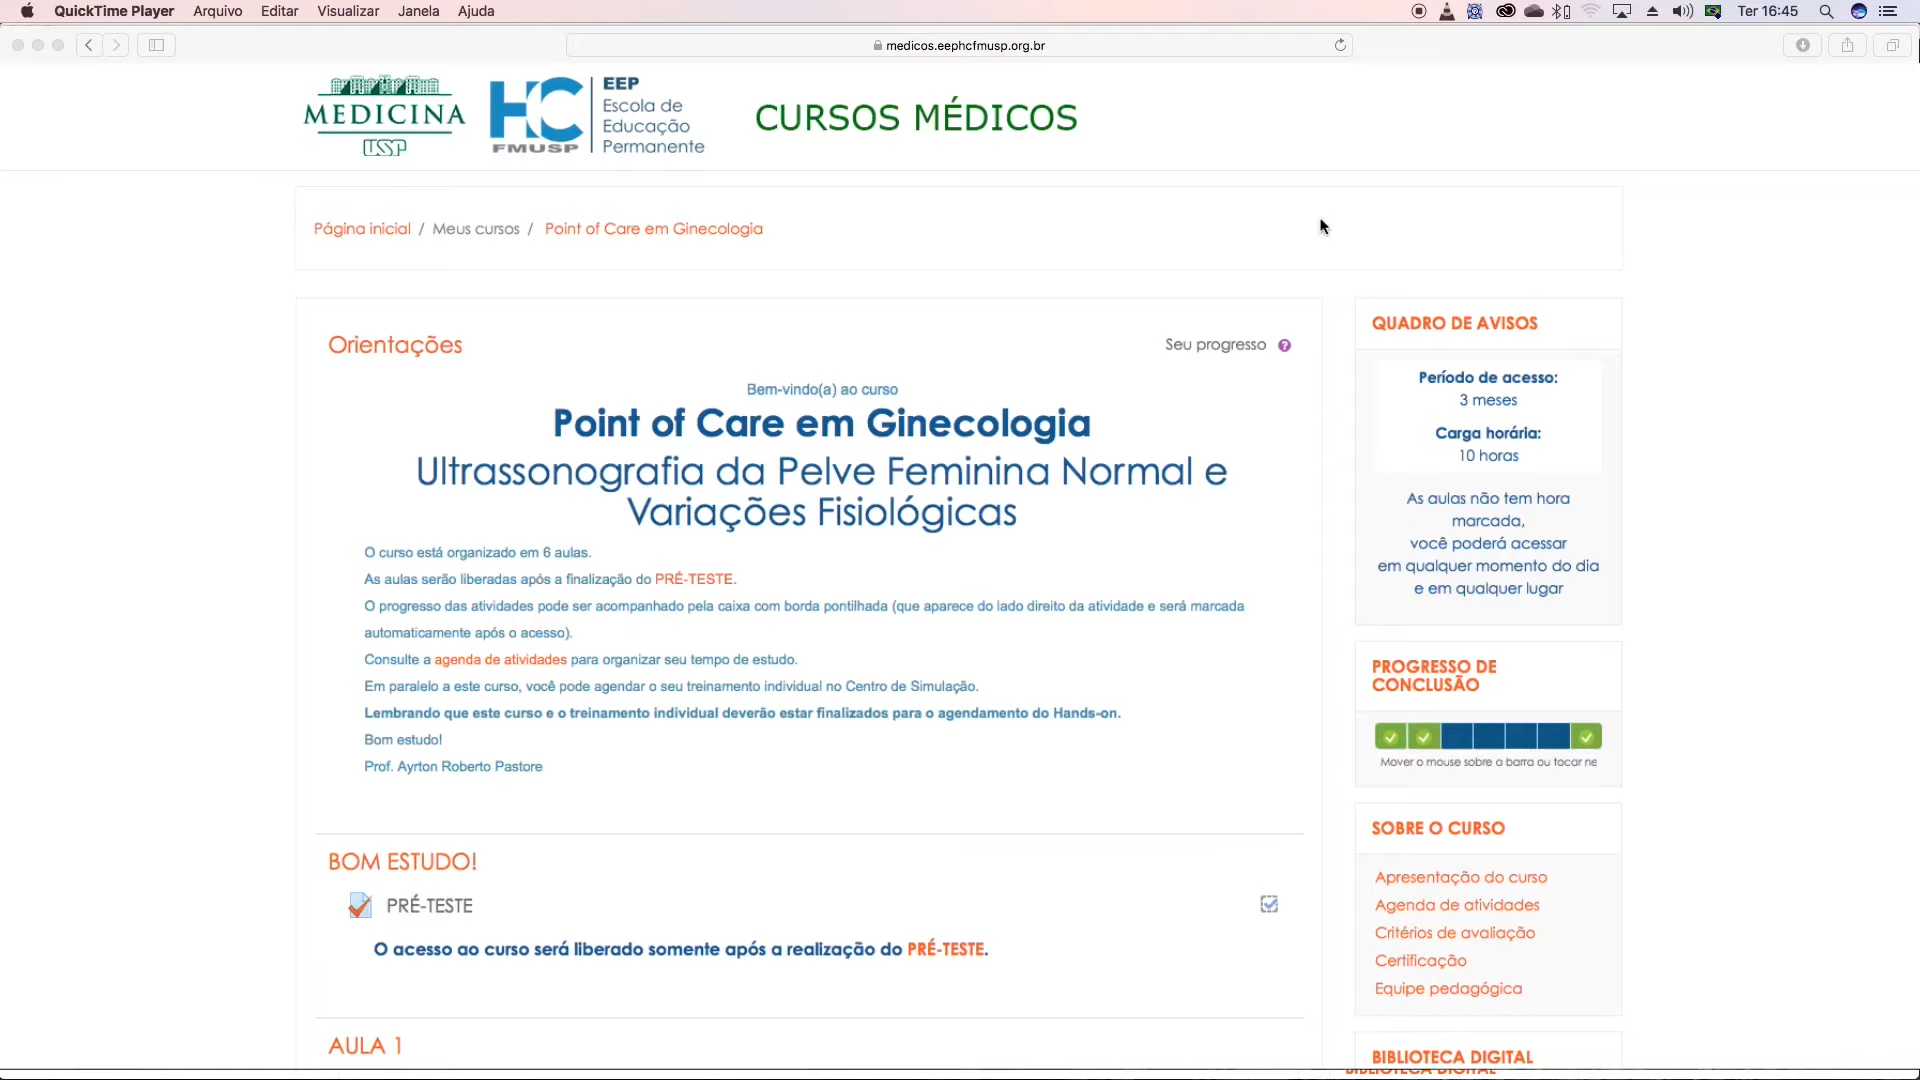 QuickTime Player Arquivo Editar Visualizar Janela Ajuda Ter 16:45
medicos.eephcfmusp.org.br
MEDICINA
USP
HC
FMUSP
EEP
Escola de
Educação
Permanente
CURSOS MÉDICOS
Página inicial / Meus cursos / Point of Care em Ginecologia
Orientações
Seu progresso
Bem-vindo(a) ao curso
Point of Care em Ginecologia
Ultrassonografia da Pelve Feminina Normal e
Variações Fisiológicas
O curso está organizado em 6 aulas.
As aulas serão liberadas após a finalização do PRÉ-TESTE.
O progresso das atividades pode ser acompanhado pela caixa com borda pontilhada (que aparece do lado direito da atividade e será marcada
automaticamente após o acesso).
Consulte a agenda de atividades para organizar seu tempo de estudo.
Em paralelo a este curso, você pode agendar o seu treinamento individual no Centro de Simulação.
Lembrando que este curso e o treinamento individual deverão estar finalizados para o agendamento do Hands-on.
Bom estudo!
Prof. Ayrton Roberto Pastore
BOM ESTUDO!
PRÉ-TESTE
O acesso ao curso será liberado somente após a realização do PRÉ-TESTE.
AULA 1
QUADRO DE AVISOS
Período de acesso:
3 meses
Carga horária:
10 horas
As aulas não tem hora
marcada,
você poderá acessar
em qualquer momento do dia
e em qualquer lugar
PROGRESSO DE
CONCLUSÃO
Mover o mouse sobre a barra ou tocar ne
SOBRE O CURSO
Apresentação do curso
Agenda de atividades
Critérios de avaliação
Certificação
Equipe pedagógica
BIBLIOTECA DIGITAL